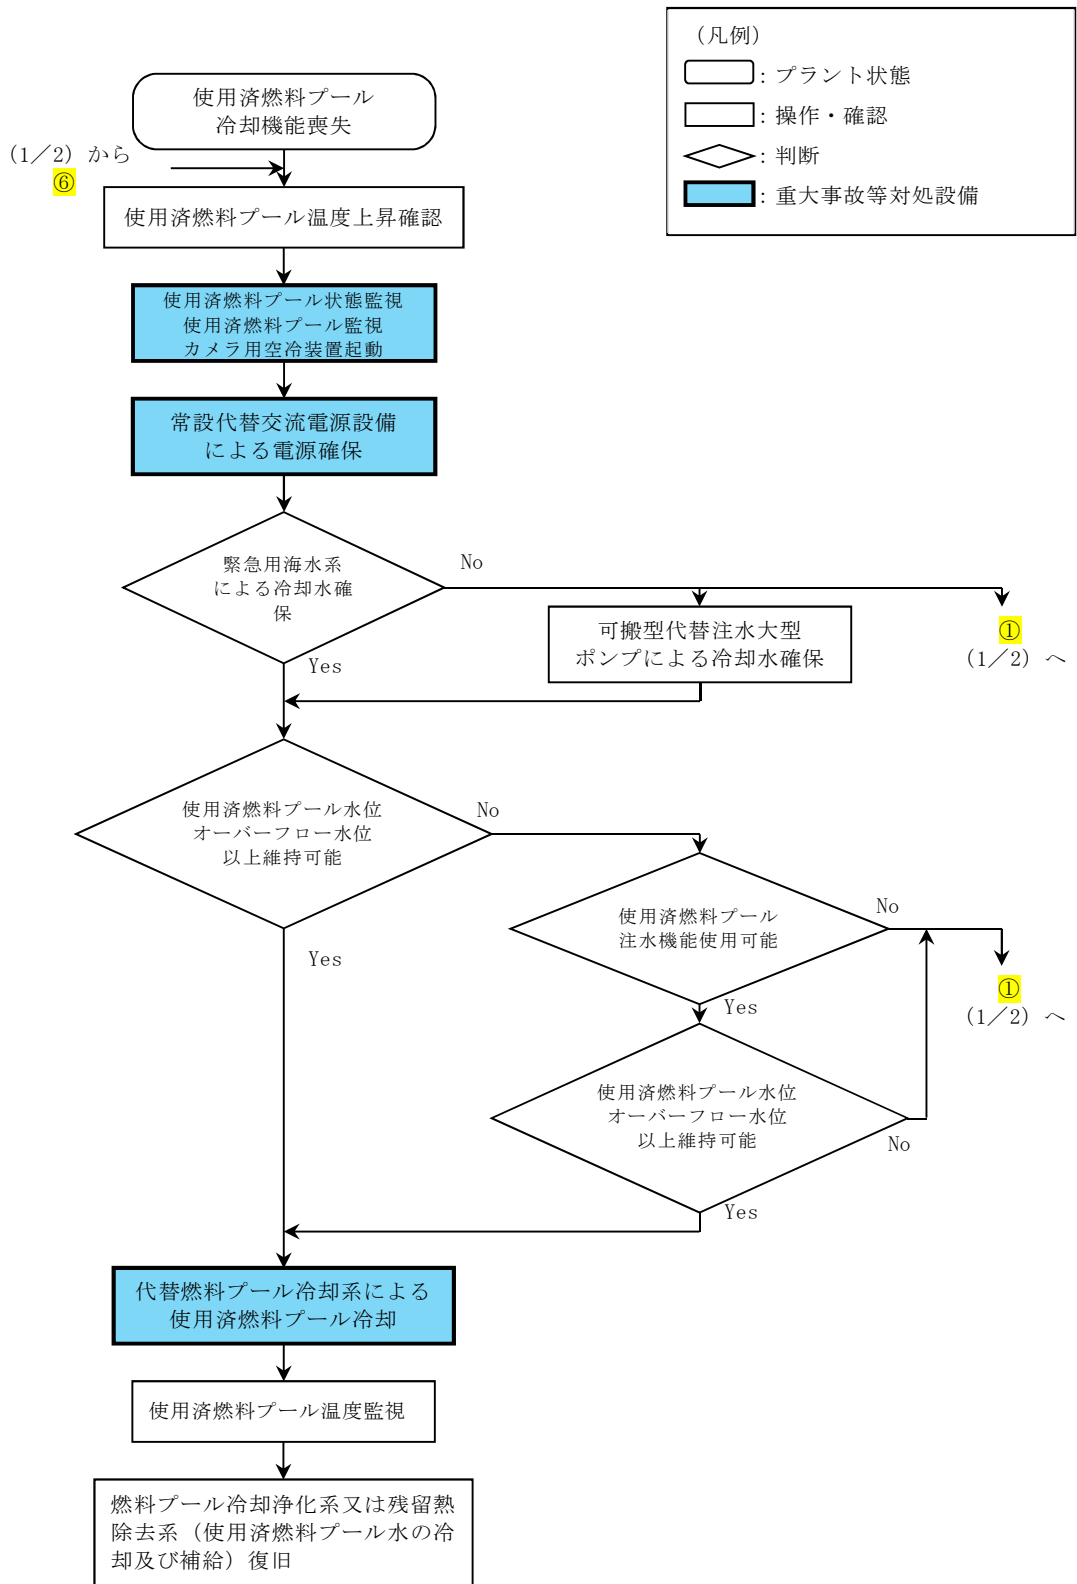 （凡例）
：プラント状態
：操作・確認
：判断
：重大事故等対処設備
使用済燃料プール
冷却機能喪失
（1／2）から
⑥
使用済燃料プール温度上昇確認
使用済燃料プール状態監視
使用済燃料プール監視
カメラ用空冷装置起動
常設代替交流電源設備
による電源確保
緊急用海水系
による冷却水確
保
No
Yes
可搬型代替注水大型
ポンプによる冷却水確保
①
（1／2）へ
使用済燃料プール水位
オーバーフロー水位
以上維持可能
No
Yes
使用済燃料プール
注水機能使用可能
No
Yes
①
（1／2）へ
使用済燃料プール水位
オーバーフロー水位
以上維持可能
No
Yes
代替燃料プール冷却系による
使用済燃料プール冷却
使用済燃料プール温度監視
燃料プール冷却浄化系又は残留熱
除去系（使用済燃料プール水の冷
却及び補給）復旧